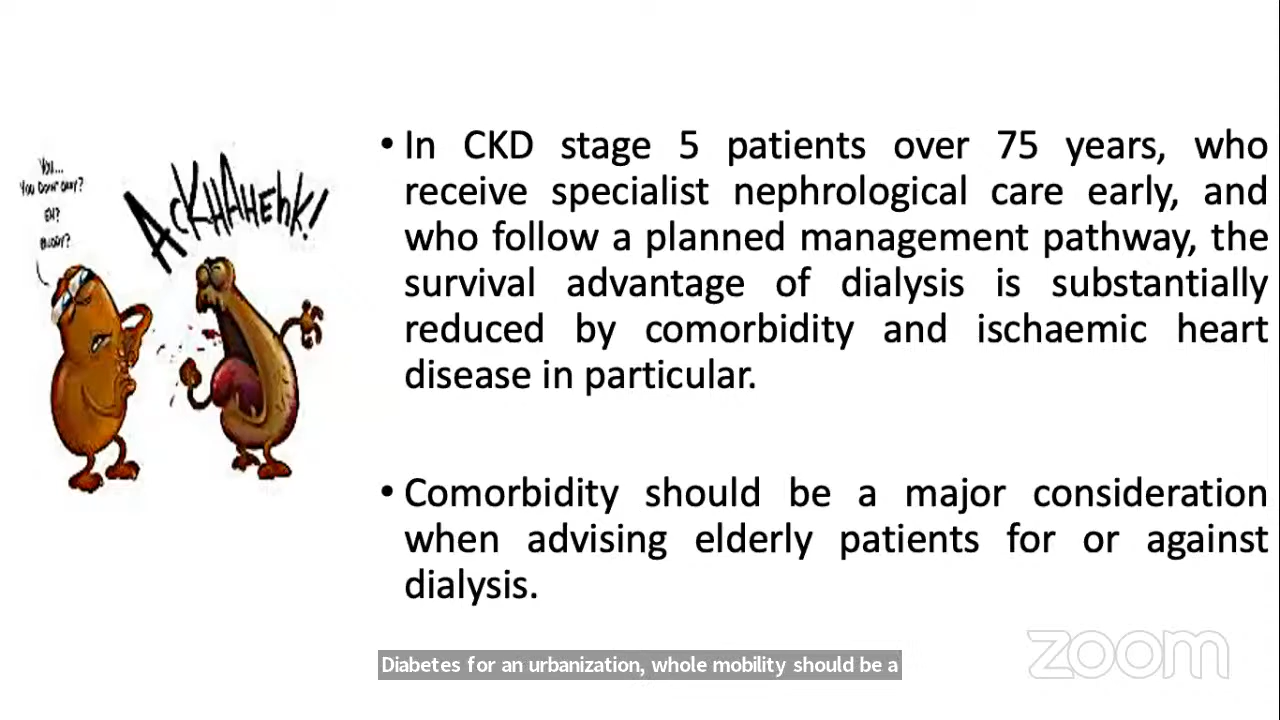 You...
You okay?
EH?
BUDDY?
ACKHAHEHK!
• In CKD stage 5 patients over 75 years, who
receive specialist nephrological care early, and
who follow a planned management pathway, the
survival advantage of dialysis is substantially
reduced by comorbidity and ischaemic heart
disease in particular.
• Comorbidity should be a major consideration
when advising elderly patients for or against
dialysis.
Diabetes for an urbanization, whole mobility should be a
zoom